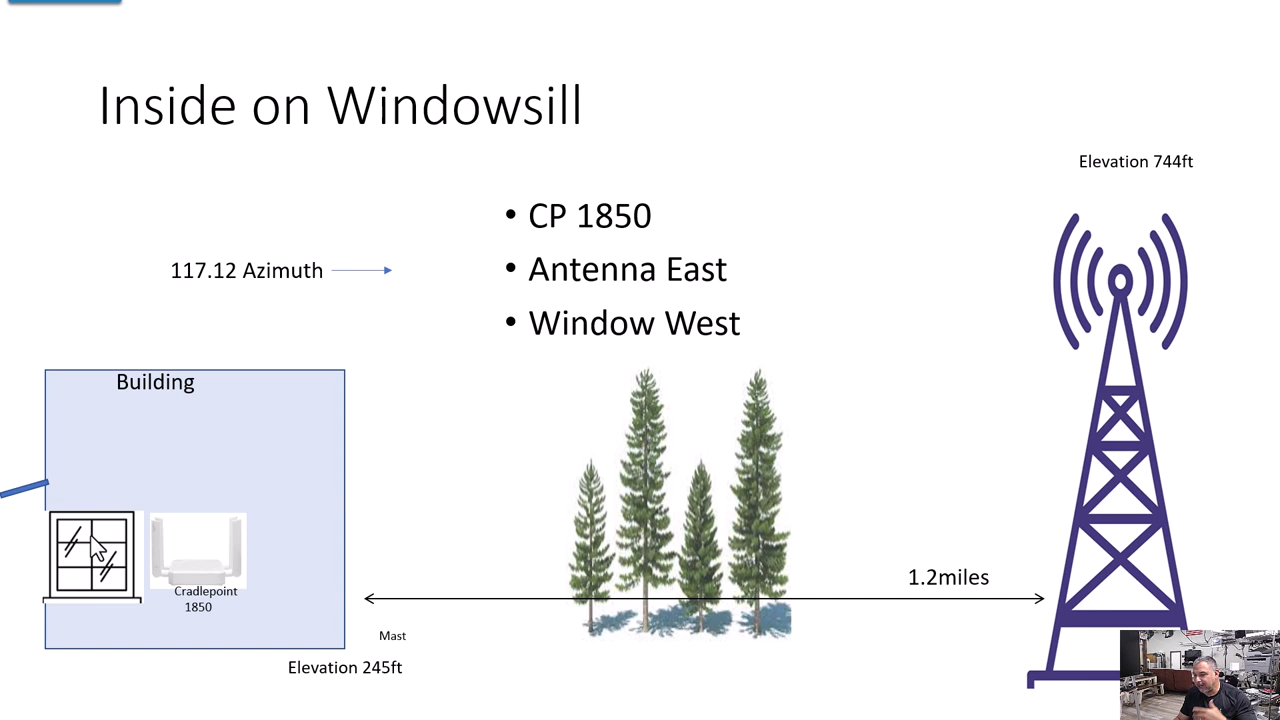 Inside on Windowsill
Elevation 744ft
• CP 1850
117.12 Azimuth
• Antenna East
• Window West
Building
1.2miles
Cradlepoint
1850
Mast
Elevation 245ft